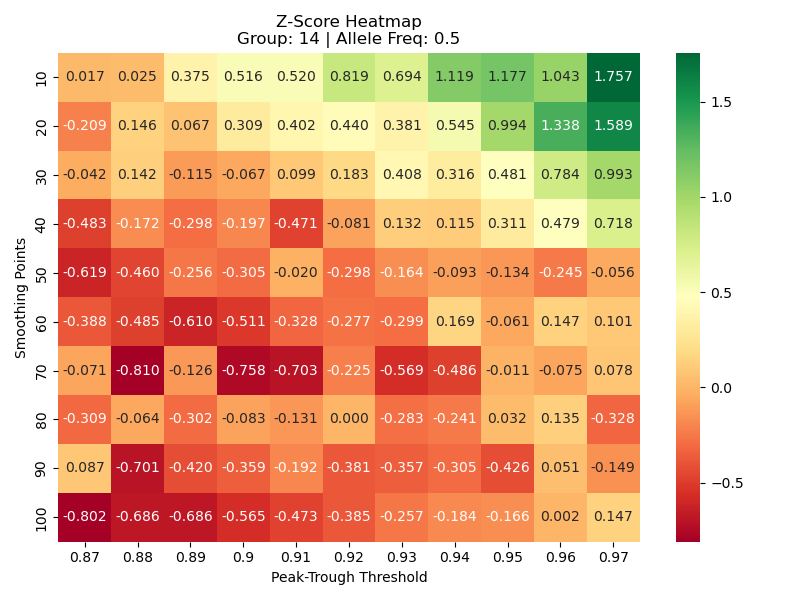 Z-Score Heatmap
Group: 14 | Allele Freq: 0.5
Smoothing Points
10 0.017 0.025 0.375 0.516 0.520 0.819 0.694 1.119 1.177 1.043 1.757
20 -0.209 0.146 0.067 0.309 0.402 0.440 0.381 0.545 0.994 1.338 1.589
30 -0.042 0.142 -0.115 -0.067 0.099 0.183 0.408 0.316 0.481 0.784 0.993
40 -0.483 -0.172 -0.298 -0.197 -0.471 -0.081 0.132 0.115 0.311 0.479 0.718
50 -0.619 -0.460 -0.256 -0.305 -0.020 -0.298 -0.164 -0.093 -0.134 -0.245 -0.056
60 -0.388 -0.485 -0.610 -0.511 -0.328 -0.277 -0.299 0.169 -0.061 0.147 0.101
70 -0.071 -0.810 -0.126 -0.758 -0.703 -0.225 -0.569 -0.486 -0.011 -0.075 0.078
80 -0.309 -0.064 -0.302 -0.083 -0.131 0.000 -0.283 -0.241 0.032 0.135 -0.328
90 0.087 -0.701 -0.420 -0.359 -0.192 -0.381 -0.357 -0.305 -0.426 0.051 -0.149
100 -0.802 -0.686 -0.686 -0.565 -0.473 -0.385 -0.257 -0.184 -0.166 0.002 0.147
0.87 0.88 0.89 0.9 0.91 0.92 0.93 0.94 0.95 0.96 0.97
Peak-Trough Threshold
1.5
1.0
0.5
0.0
−0.5